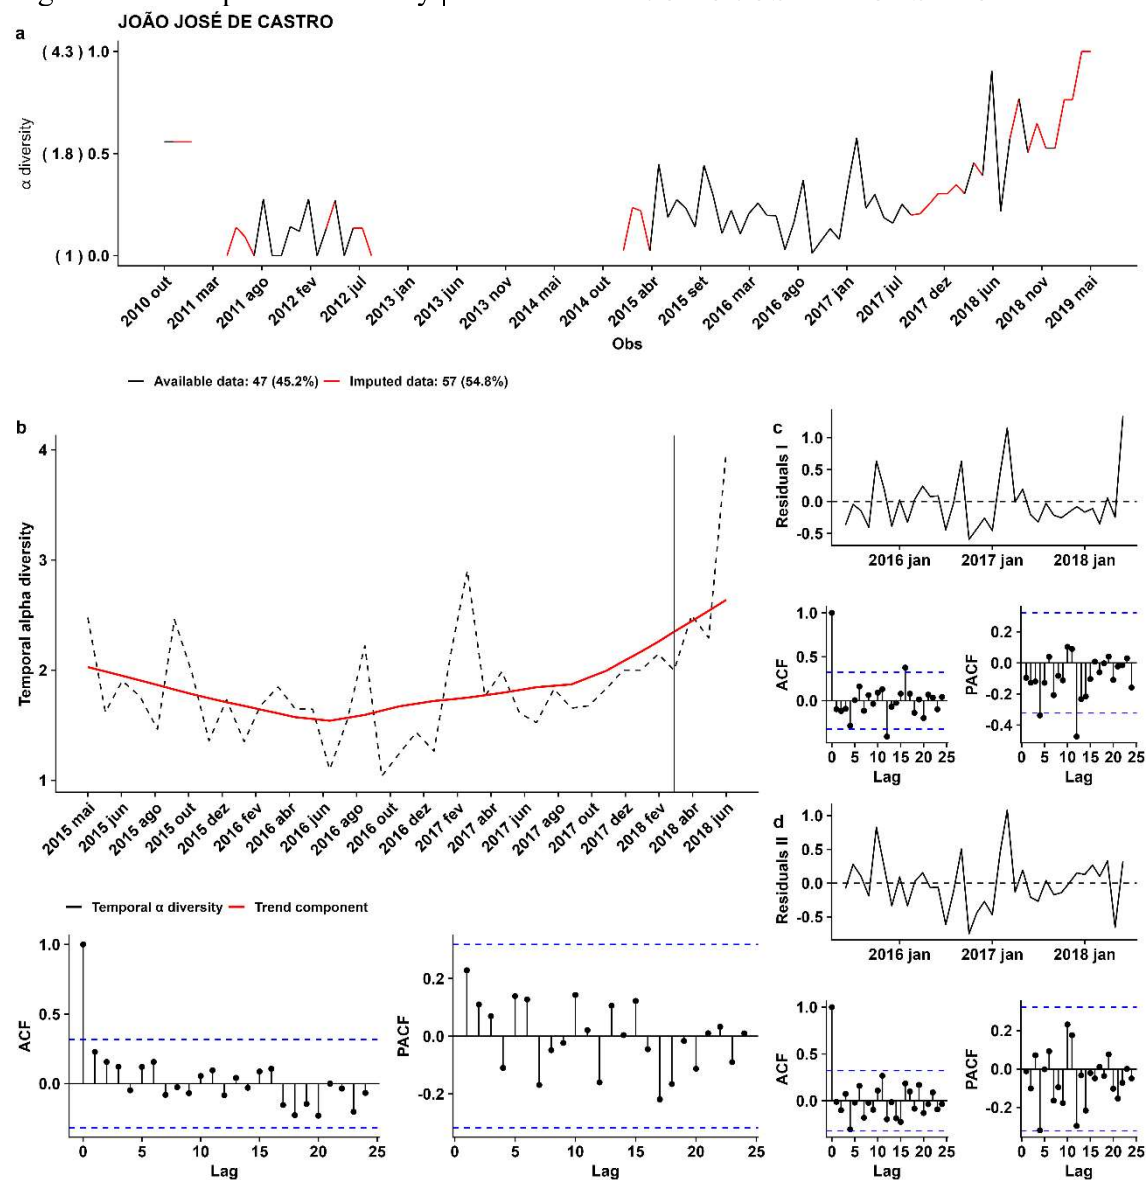 JOÃO JOSÉ DE CASTRO
a
( 4.3 ) 1.0
( 1.8 ) 0.5
( 1 ) 0.0
α diversity
2010 out 2011 mar 2011 ago 2012 fev 2012 jul 2013 jan 2013 jun 2013 nov 2014 mai 2014 out 2015 abr 2015 set 2016 mar 2016 ago 2017 jan 2017 jul 2017 dez 2018 jun 2018 nov 2019 mai
Obs
Available data: 47 (45.2%) Imputed data: 57 (54.8%)
b
4
3
2
1
Temporal alpha diversity
2015 mai 2015 jun 2015 ago 2015 out 2015 dez 2016 fev 2016 abr 2016 jun 2016 ago 2016 out 2016 dez 2017 fev 2017 abr 2017 jun 2017 ago 2017 out 2017 dez 2018 fev 2018 abr 2018 jun
Temporal α diversity Trend component
1.0
0.5
0.0
ACF
0 5 10 15 20 25
Lag
0.2
0.0
-0.2
PACF
0 5 10 15 20 25
Lag
c
1.0
0.5
0.0
-0.5
Residuals I
2016 jan 2017 jan 2018 jan
1.0
0.5
0.0
ACF
0 5 10 15 20 25
Lag
0.2
0.0
-0.2
-0.4
PACF
0 5 10 15 20 25
Lag
d
1.0
0.5
0.0
-0.5
Residuals II
2016 jan 2017 jan 2018 jan
1.0
0.5
0.0
ACF
0 5 10 15 20 25
Lag
0.2
0.0
-0.2
PACF
0 5 10 15 20 25
Lag